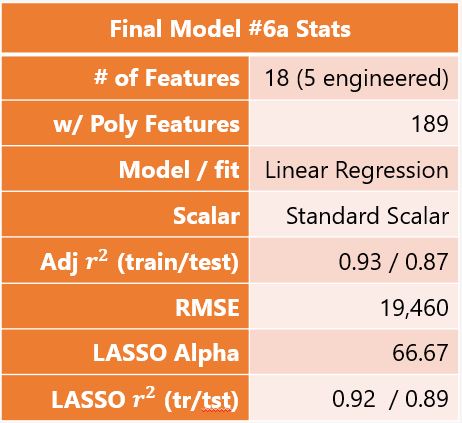 Final Model #6a Stats
# of Features 18 (5 engineered)
w/ Poly Features 189
Model / fit Linear Regression
Scalar Standard Scalar
Adj r² (train/test) 0.93 / 0.87
RMSE 19,460
LASSO Alpha 66.67
LASSO r² (tr/tst) 0.92 / 0.89